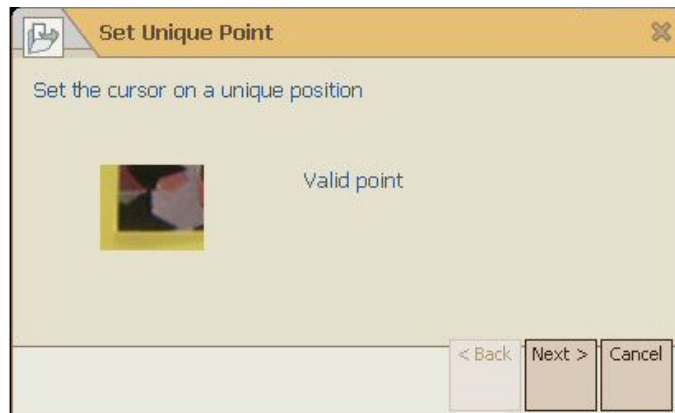 Set Unique Point
Set the cursor on a unique position
Valid point
< Back Next > Cancel